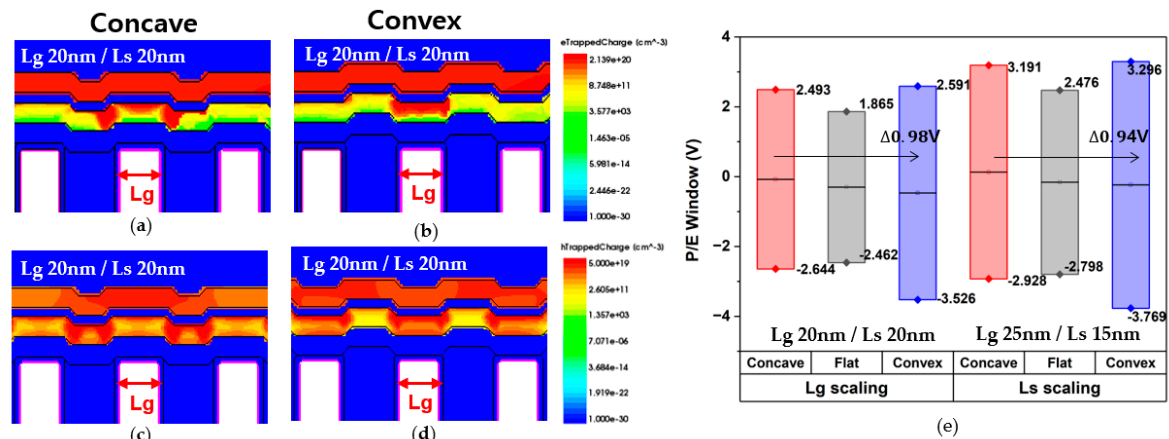 Concave
Convex
Lg 20nm / Ls 20nm
Lg
(a)
Lg 20nm / Ls 20nm
Lg
(b)
eTrappedCharge (cm^-3)
2.139e+20
8.748e+11
3.577e+03
1.463e-05
5.981e-14
2.446e-22
1.000e-30
Lg 20nm / Ls 20nm
Lg
(c)
Lg 20nm / Ls 20nm
Lg
(d)
hTrappedCharge (cm^-3)
5.000e+19
2.605e+11
1.357e+03
7.071e-06
3.684e-14
1.919e-22
1.000e-30
P/E Window (V)
4
2
0
-2
-4
2.493
1.865
2.591
3.191
2.476
3.296
Δ0.98V
Δ0.94V
-2.644
-2.462
-3.526
-2.928
-2.798
-3.769
Lg 20nm / Ls 20nm
Lg 25nm / Ls 15nm
Concave Flat Convex Concave Flat Convex
Lg scaling Ls scaling
(e)